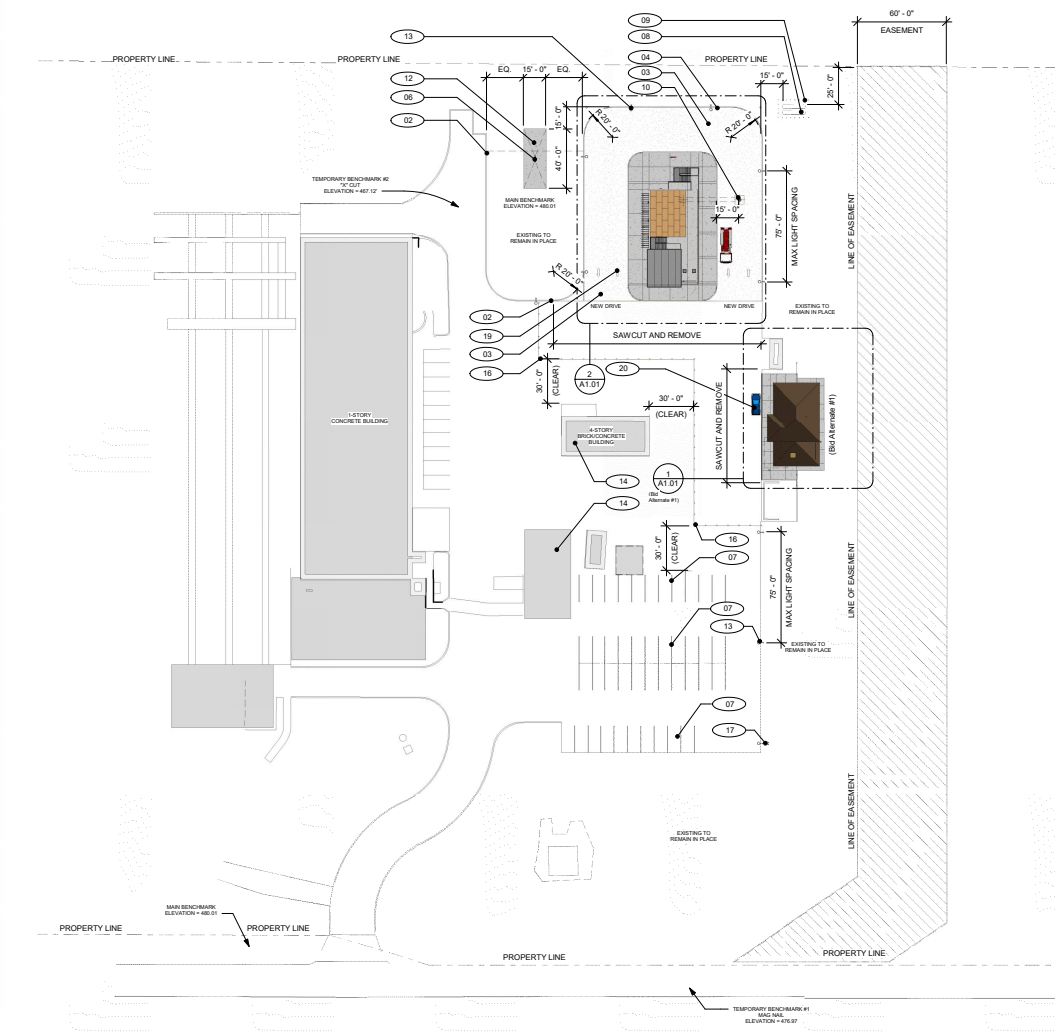 60' - 0"
EASEMENT
09
08
13
04
03
10
12
06
02
PROPERTY LINE
PROPERTY LINE
PROPERTY LINE
EQ.
15' - 0"
EQ.
15' - 0"
25' - 0"
15' - 0"
40' - 0"
R 20' - 0"
R 20' - 0"
TEMPORARY BENCHMARK #2
"X" CUT
ELEVATION = 467.12'
MAIN BENCHMARK
ELEVATION = 480.01
EXISTING TO
REMAIN IN PLACE
15' - 0"
75' - 0"
MAX LIGHT SPACING
LINE OF EASEMENT
R 20' - 0"
NEW DRIVE
NEW DRIVE
EXISTING TO
REMAIN IN PLACE
02
19
03
16
SAWCUT AND REMOVE
2
A1.01
20
30' - 0"
(CLEAR)
30' - 0"
(CLEAR)
SAWCUT AND REMOVE
(Bid Alternate #1)
1-STORY
CONCRETE BUILDING
4-STORY
BRICK/CONCRETE
BUILDING
14
14
1
A1.01
(Bid
Alternate #1)
16
07
30' - 0"
(CLEAR)
75' - 0"
MAX LIGHT SPACING
LINE OF EASEMENT
07
13
EXISTING TO
REMAIN IN PLACE
07
17
LINE OF EASEMENT
EXISTING TO
REMAIN IN PLACE
MAIN BENCHMARK
ELEVATION = 480.01
PROPERTY LINE
PROPERTY LINE
PROPERTY LINE
PROPERTY LINE
TEMPORARY BENCHMARK #1
MAG NAIL
ELEVATION = 476.97